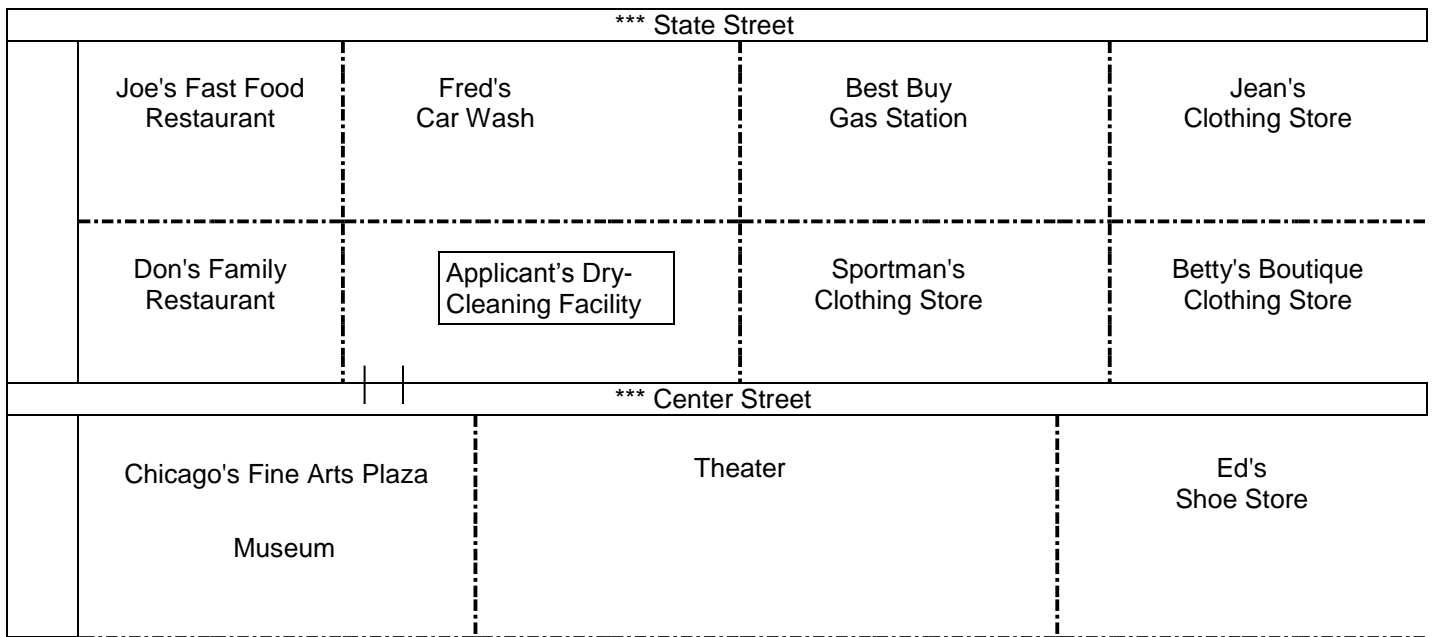 *** State Street
Joe's Fast Food
Restaurant
Fred's
Car Wash
Best Buy
Gas Station
Jean's
Clothing Store
Don's Family
Restaurant
Applicant’s Dry-
Cleaning Facility
Sportman's
Clothing Store
Betty's Boutique
Clothing Store
*** Center Street
Chicago's Fine Arts Plaza
Museum
Theater
Ed's
Shoe Store